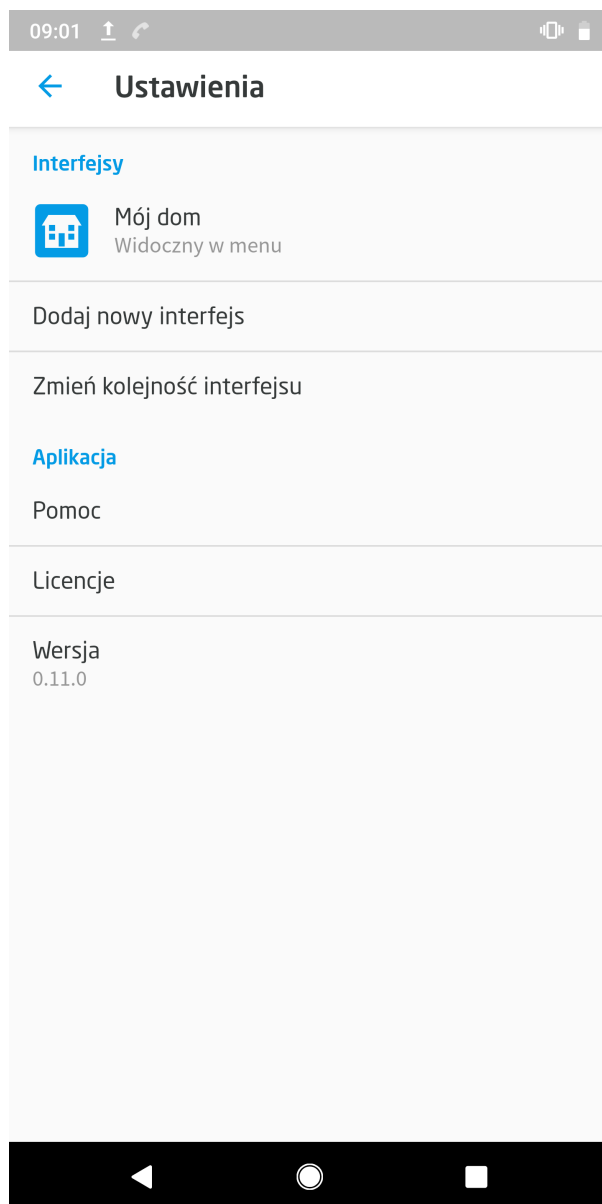 09:01
Ustawienia
Interfejsy
Mój dom
Widoczny w menu
Dodaj nowy interfejs
Zmień kolejność interfejsu
Aplikacja
Pomoc
Licencje
Wersja
0.11.0